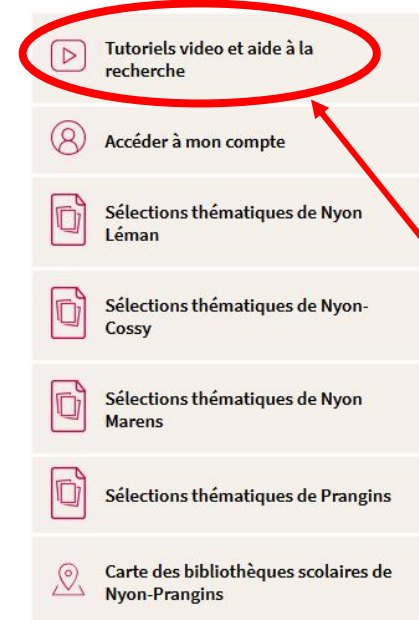 Tutoriels video et aide à la
recherche
Accéder à mon compte
Sélections thématiques de Nyon
Léman
Sélections thématiques de Nyon-
Cossy
Sélections thématiques de Nyon
Marens
Sélections thématiques de Prangins
Carte des bibliothèques scolaires de
Nyon-Prangins